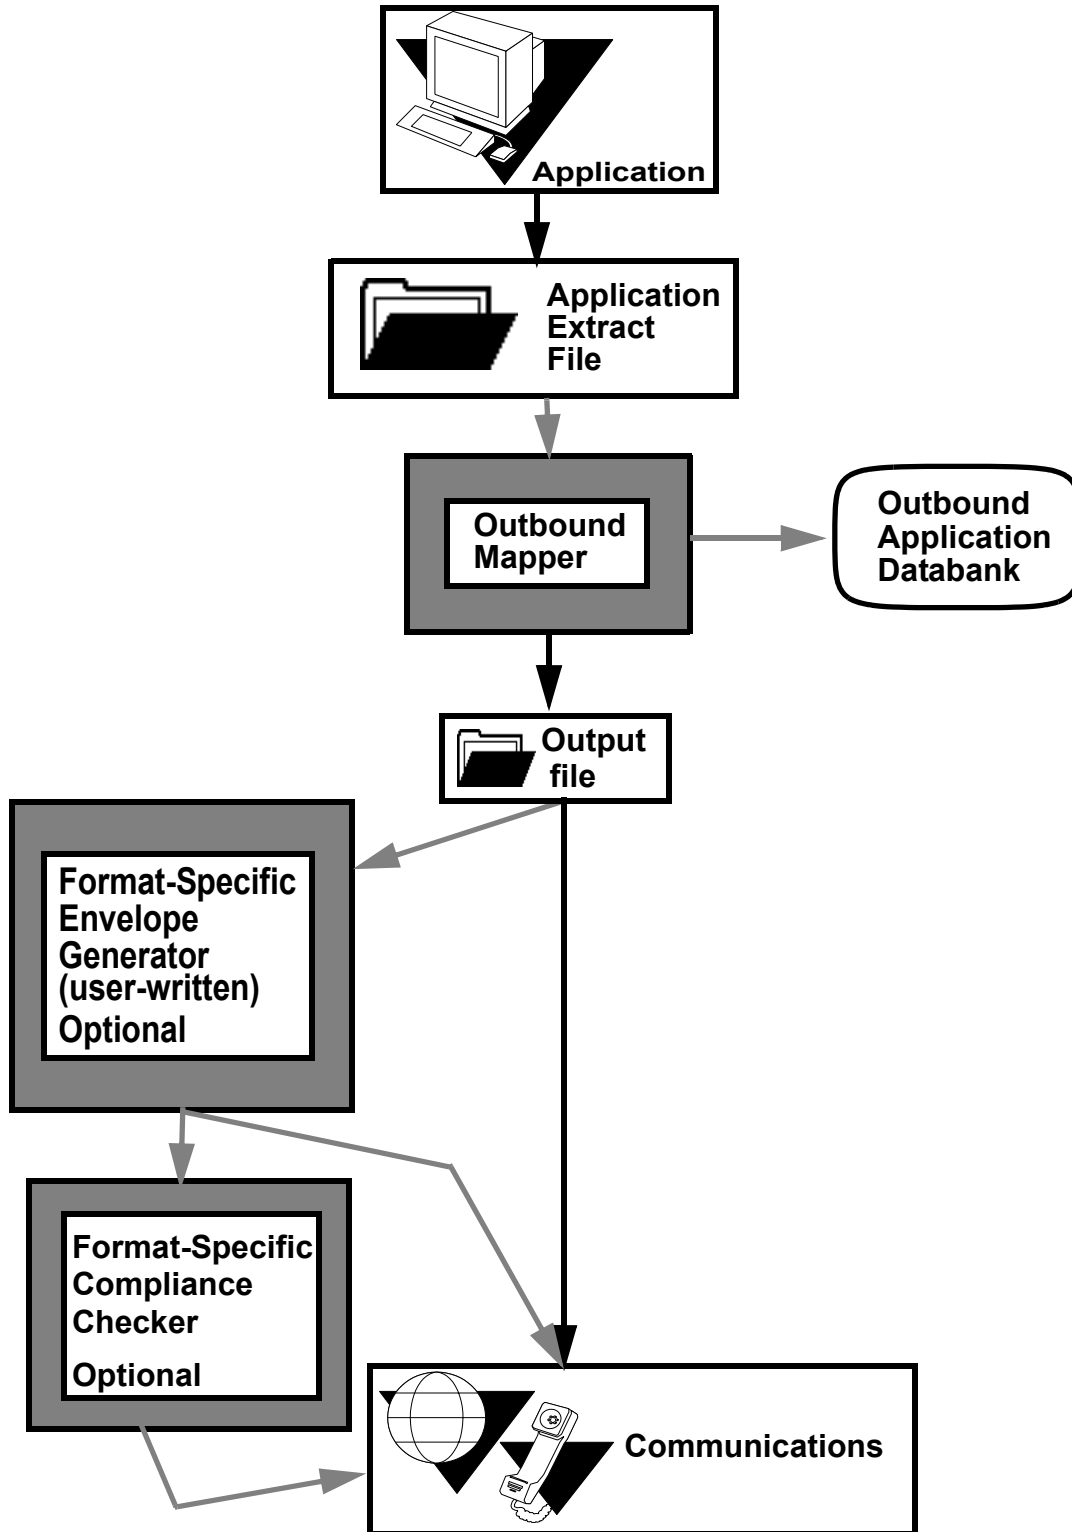 Application
Application
Extract
File
Outbound
Mapper
Outbound
Application
Databank
Output
file
Format-Specific
Envelope
Generator
(user-written)
Optional
Format-Specific
Compliance
Checker
Optional
Communications